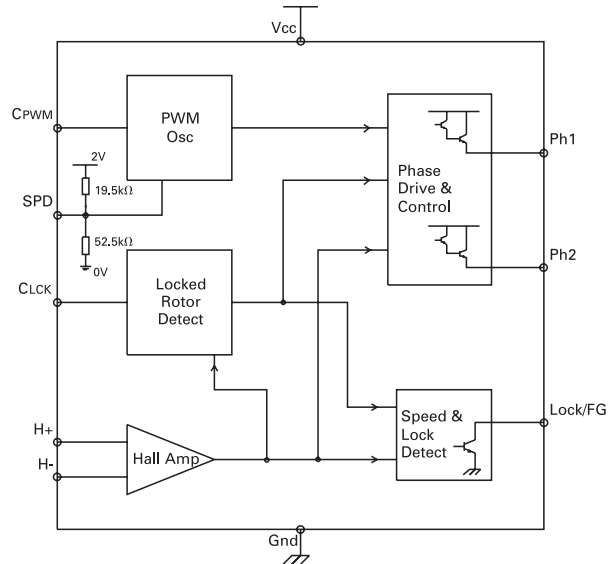 Vcc
CPWM
PWM
Osc
2V
19.5kΩ
SPD
52.5kΩ
0V
CLCK
Locked
Rotor
Detect
Phase
Drive &
Control
Ph1
Ph2
H+
H-
Hall Amp
Speed &
Lock
Detect
Lock/FG
Gnd